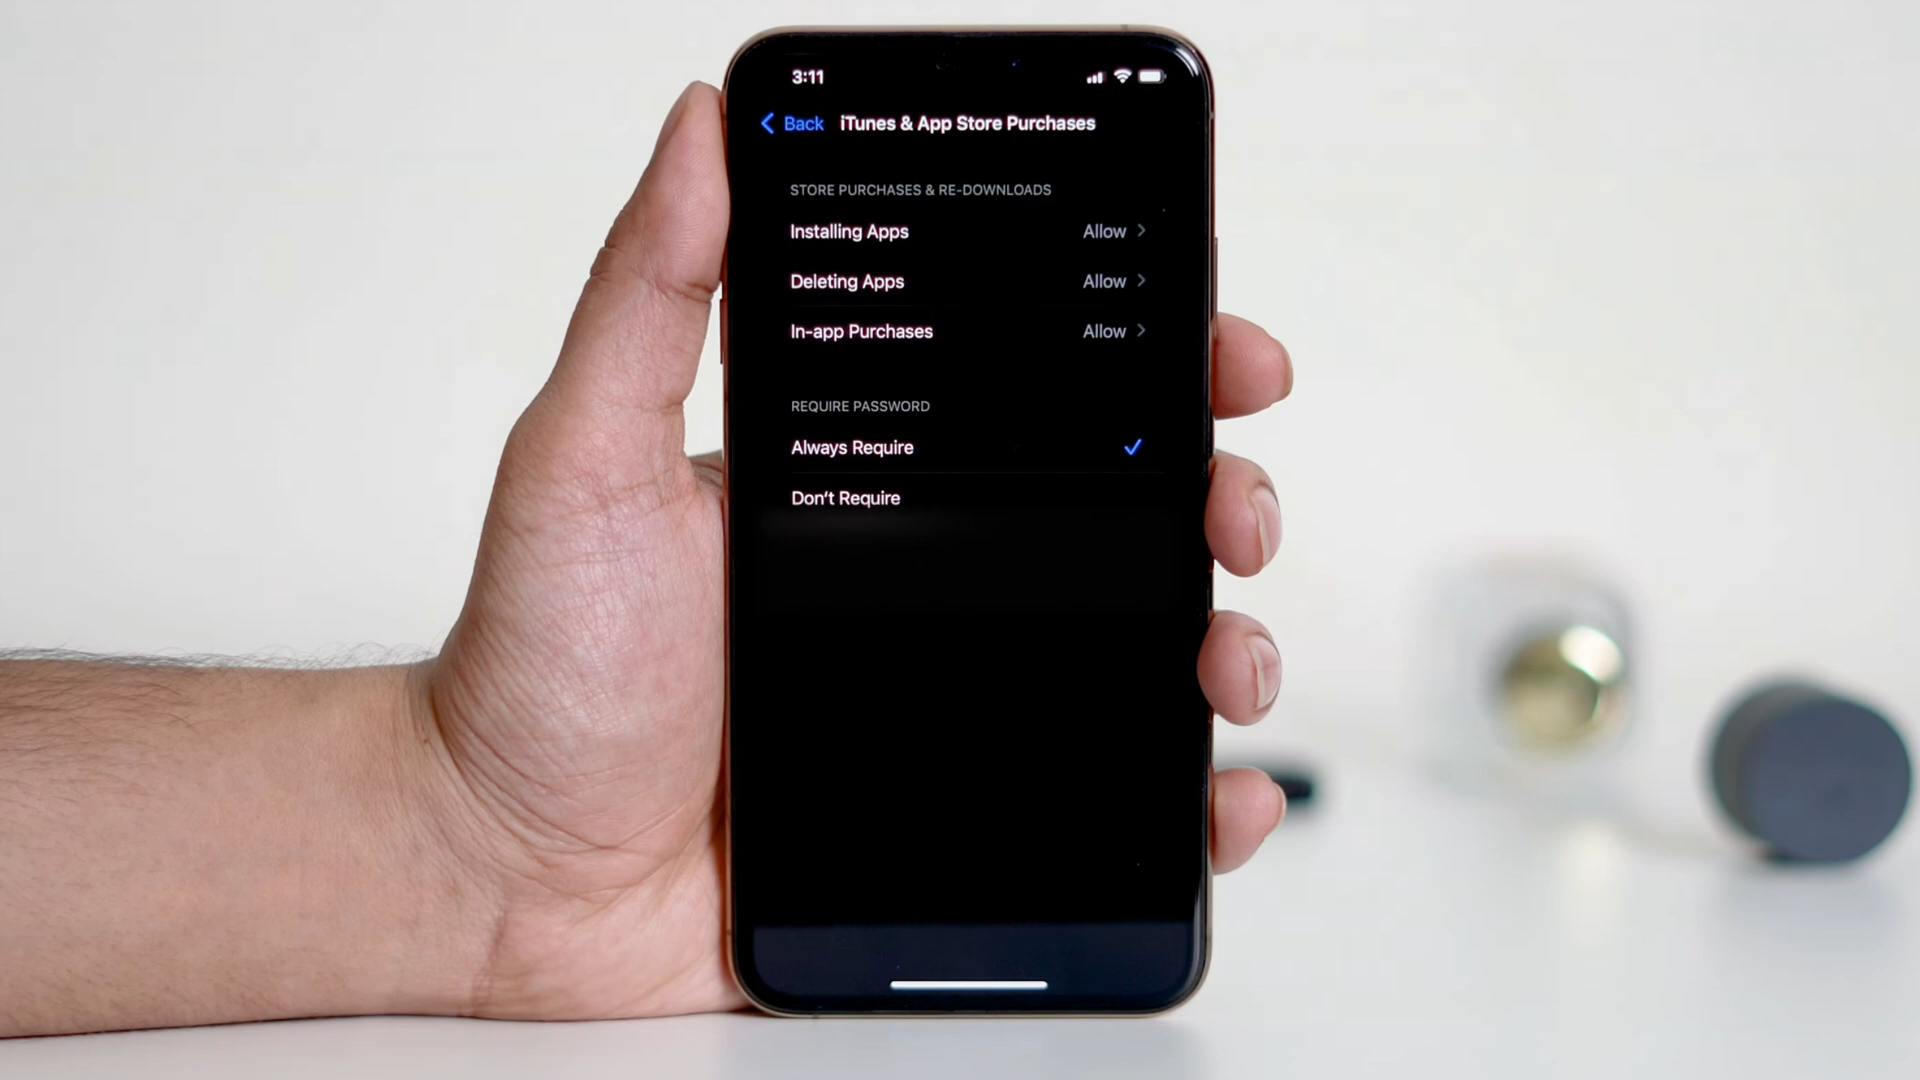 3:11
Back iTunes & App Store Purchases
STORE PURCHASES & RE-DOWNLOADS
Installing Apps Allow
Deleting Apps Allow
In-app Purchases Allow
REQUIRE PASSWORD
Always Require
Don’t Require